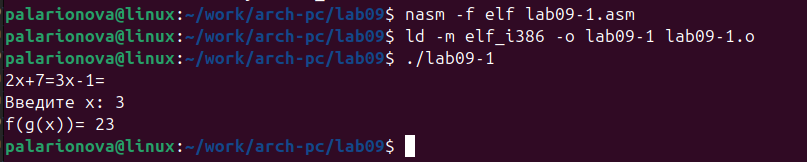 palarionova@linux:~/work/arch-pc/lab09$ nasm -f elf lab09-1.asm
palarionova@linux:~/work/arch-pc/lab09$ ld -m elf_i386 -o lab09-1 lab09-1.o
palarionova@linux:~/work/arch-pc/lab09$ ./lab09-1
2x+7=3x-1=
Введите x: 3
f(g(x))= 23
palarionova@linux:~/work/arch-pc/lab09$